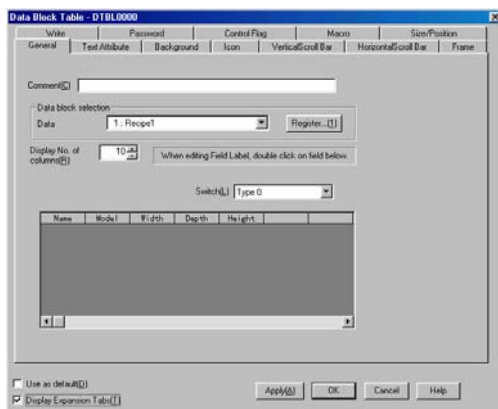 Data Block Table - DTBL0000
Write Password Control Flag Macro Size/Position
General Text Attribute Background Icon VerticalScroll Bar HorizontalScroll Bar Frame
Comment(C)
Data block selection
Data 1 : Recipe1 Register...(1)
Display No. of columns(R) 10 When editing Field Label, double click on field below.
Switch(L) Type 0
Name Model Width Depth Height
Use as default(D)
Display Expansion Tabs(T)
Apply(A) OK Cancel Help